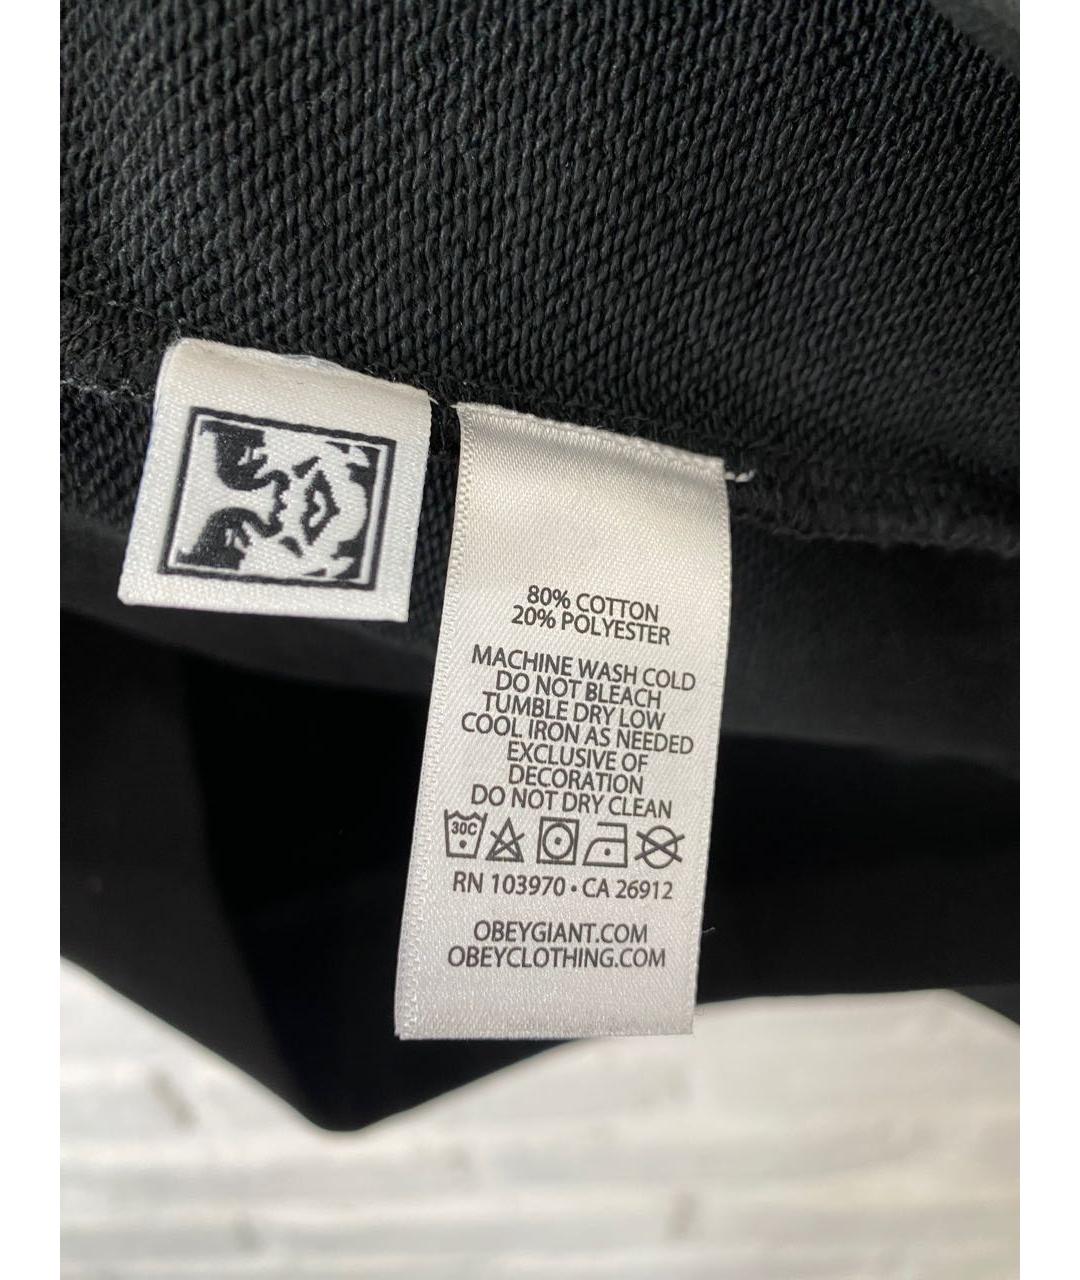 80% COTTON
20% POLYESTER
MACHINE WASH COLD
DO NOT BLEACH
TUMBLE DRY LOW
COOL IRON AS NEEDED
EXCLUSIVE OF
DECORATION
DO NOT DRY CLEAN
30C
RN 103970 • CA 26912
OBEYGIANT.COM
OBEYCLOTHING.COM